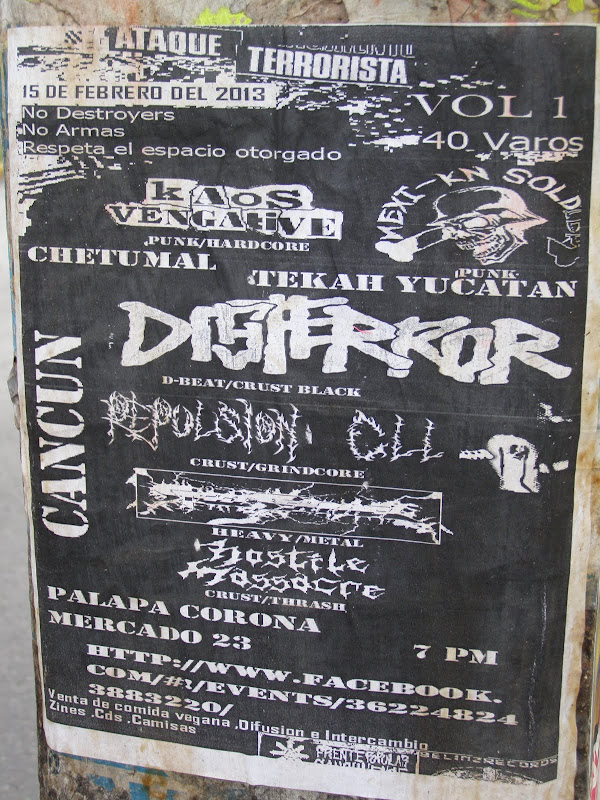 ATAQUE
TERRORISTA
15 DE FEBRERO DEL 2013
VOL 1
No Destroyers
No Armas
40 Varos
Respeta el espacio otorgado
KAOS
VENGATIVE
PUNK/HARDCORE
CHETUMAL
MEXI-KN SOLDIER
PUNK
TEKAH YUCATAN
CANCUN
DISTERROR
D-BEAT/CRUST BLACK
REPULSION. CLL
CRUST/GRINDCORE
HEAVY/METAL
Hostile
Massacre
CRUST/THRASH
PALAPA CORONA
MERCADO 23
7 PM
HTTP://WWW.FACEBOOK.
COM/#!/EVENTS/36224824
3883220/
Venta de comida vegana ,Difusion e Intercambio
Zines ,Cds ,Camisas
FRENTE
RECORDS